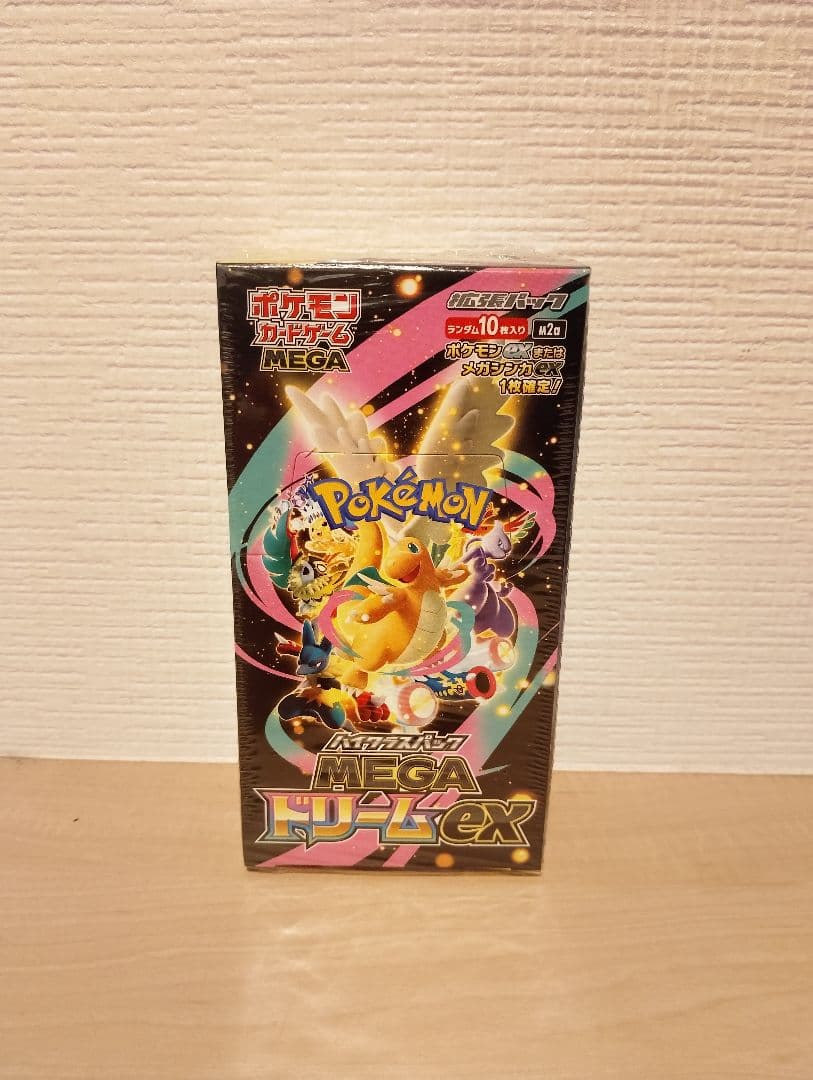 ポケモン
カードゲーム
MEGA
拡張パック
ランダム10枚入り M2a
ポケモンexまたは
メガシンカex
1枚確定!
POKéMON
ハイクラスパック
MEGA
ドリームex